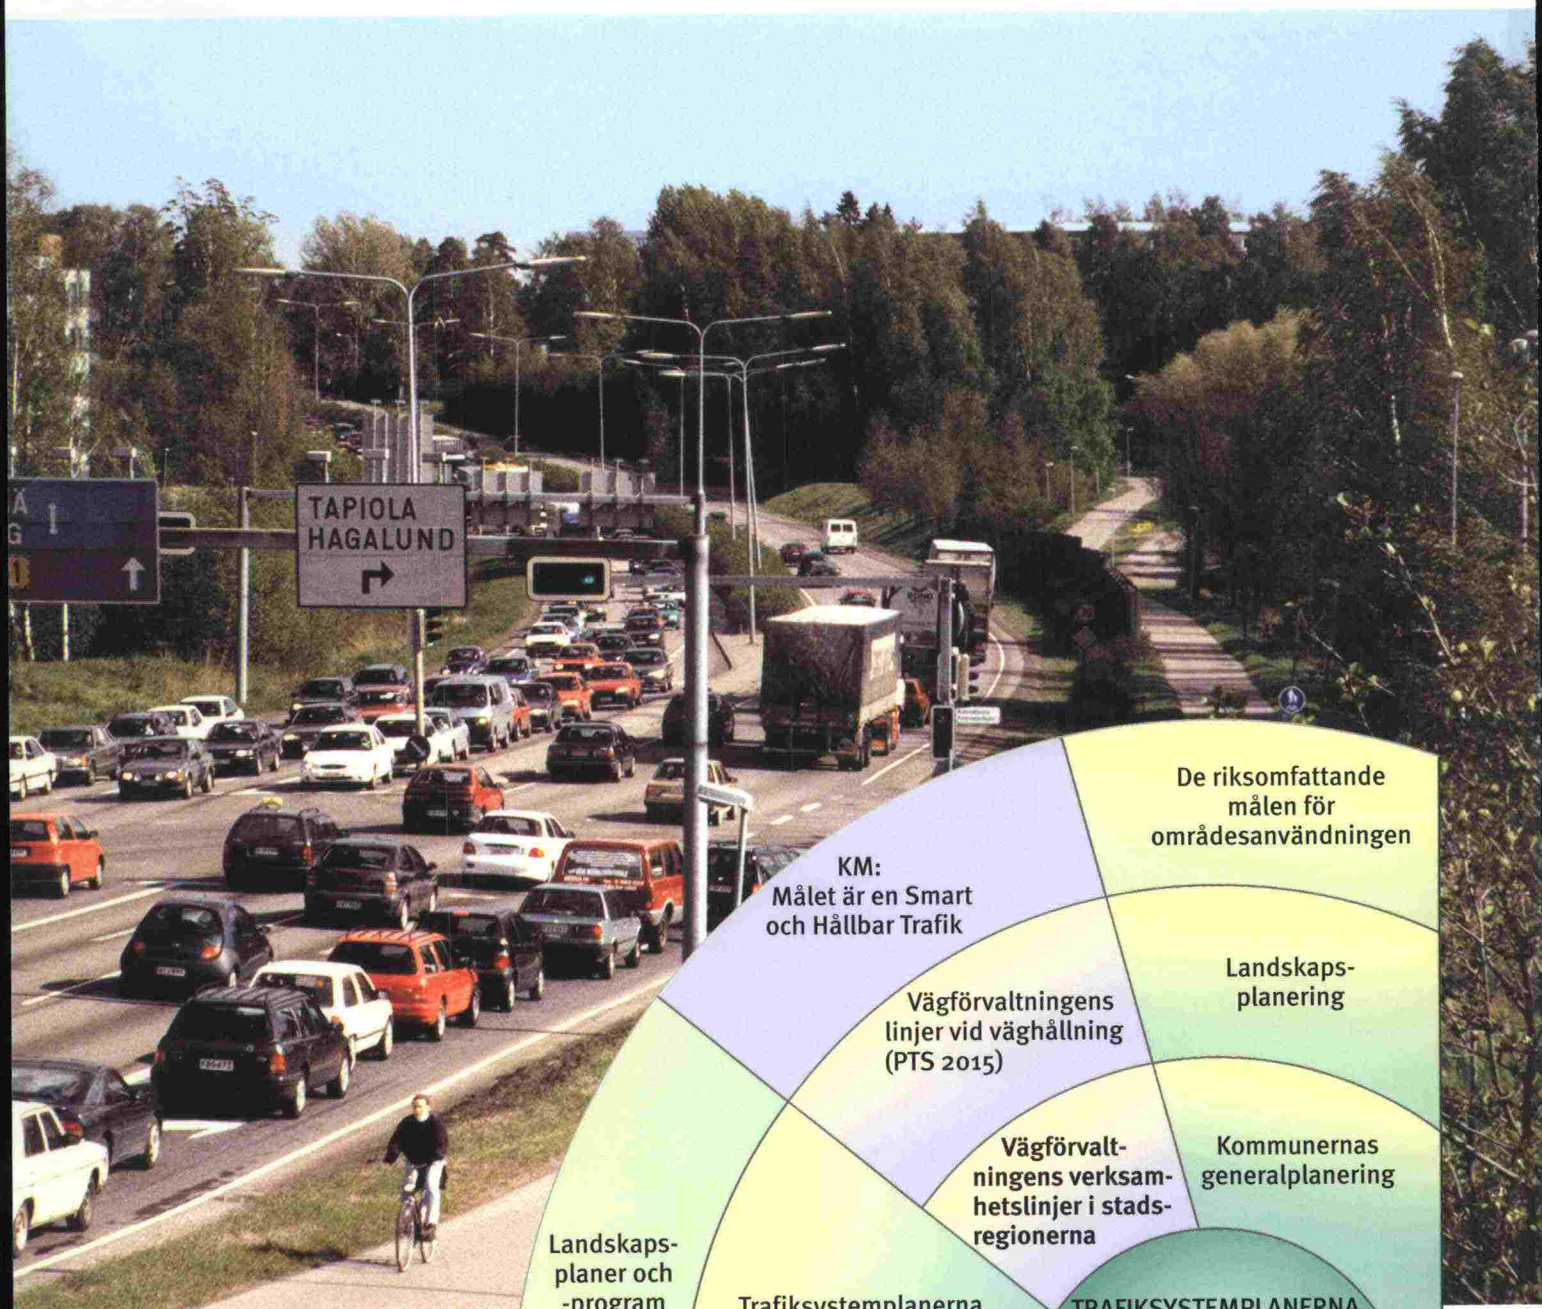 TAPIOLA
HAGALUND
De riksomfattande
målen för
områdesanvändningen
KM:
Målet är en Smart
och Hållbar Trafik
Landskaps-
planering
Vägförvaltningens
linjer vid väghållning
(PTS 2015)
Kommunernas
generalplanering
Vägförvalt-
ningens verksam-
hetslinjer i stads-
regionerna
Landskaps-
planer och
-program
Trafiksystemplanerna
TRAFIKSYSTEMPLANERNA